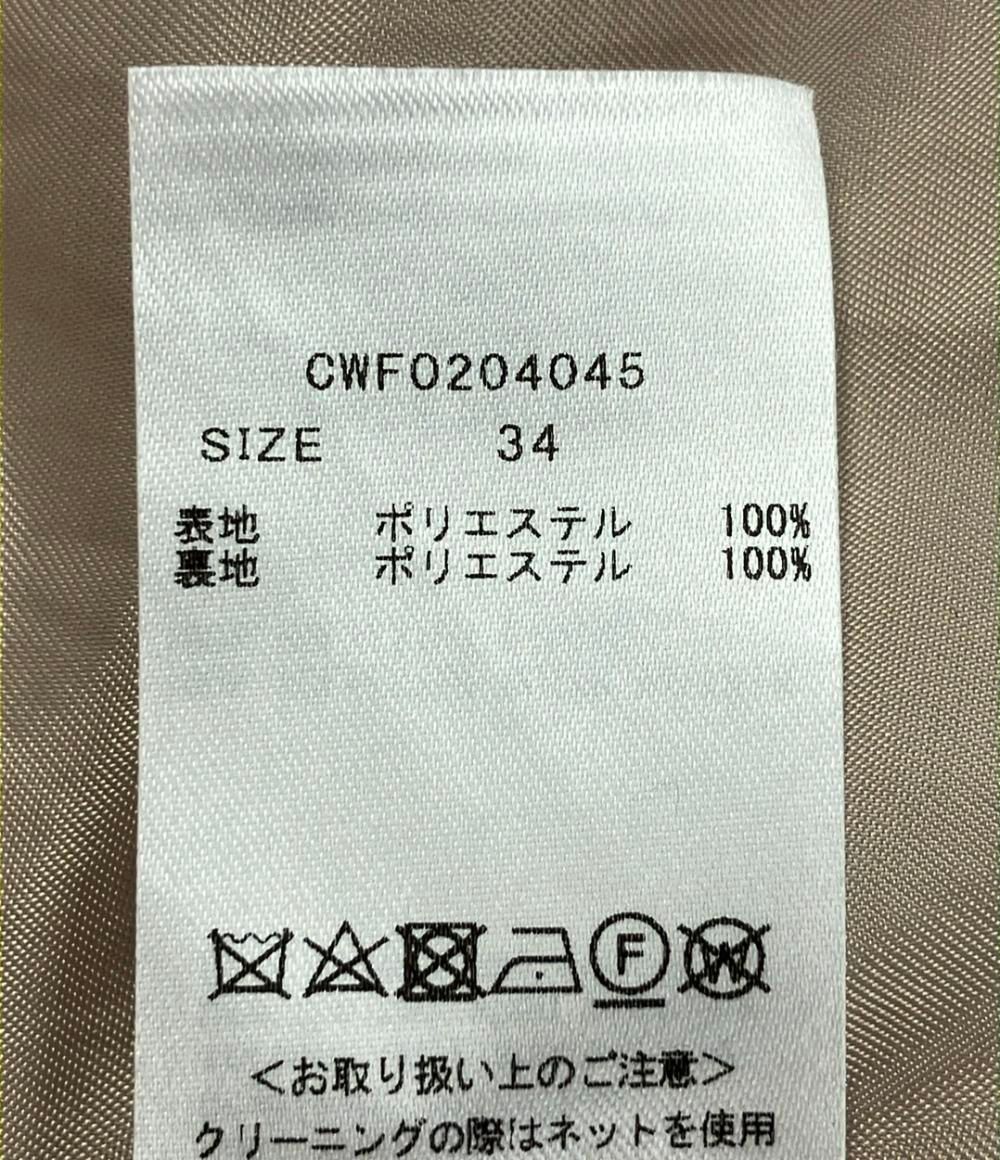 CWF0204045
SIZE 34
表地 ポリエステル 100%
裏地 ポリエステル 100%
F W
<お取り扱い上のご注意>
クリーニングの際はネットを使用